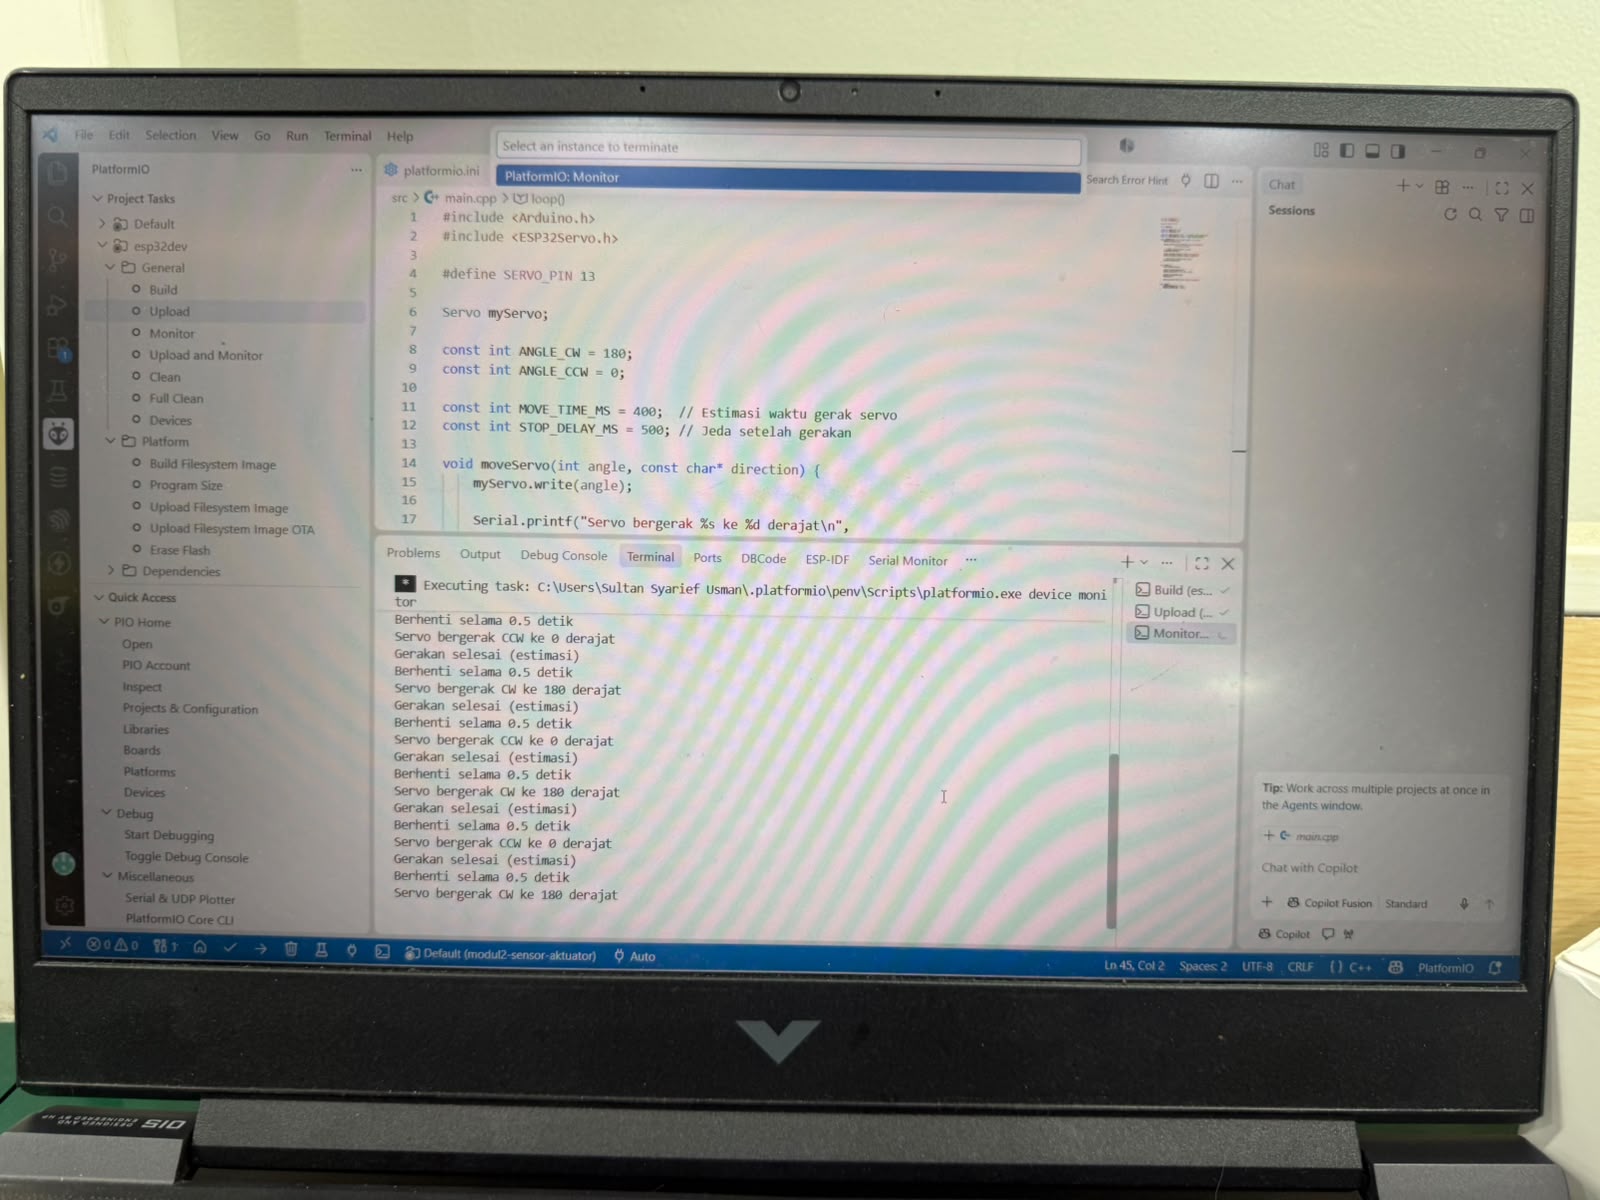 File Edit Selection View Go Run Terminal Help
Select an instance to terminate
PlatformIO: Monitor
PlatformIO
Project Tasks
Default
esp32dev
General
Build
Upload
Monitor
Upload and Monitor
Clean
Full Clean
Devices
Platform
Build Filesystem Image
Program Size
Upload Filesystem Image
Upload Filesystem Image OTA
Erase Flash
Dependencies
Quick Access
PIO Home
Open
PIO Account
Inspect
Projects & Configuration
Libraries
Boards
Platforms
Devices
Debug
Start Debugging
Toggle Debug Console
Miscellaneous
Serial & UDP Plotter
PlatformIO Core CLI
platformio.ini
Search Error Hint
src > main.cpp > loop()
1 #include <Arduino.h>
2 #include <ESP32Servo.h>
3
4 #define SERVO_PIN 13
5
6 Servo myServo;
7
8 const int ANGLE_CW = 180;
9 const int ANGLE_CCW = 0;
10
11 const int MOVE_TIME_MS = 400; // Estimasi waktu gerak servo
12 const int STOP_DELAY_MS = 500; // Jeda setelah gerakan
13
14 void moveServo(int angle, const char* direction) {
15 myServo.write(angle);
16
17 Serial.printf("Servo bergerak %s ke %d derajat\n",
Problems Output Debug Console Terminal Ports DBCode ESP-IDF Serial Monitor
Executing task: C:\Users\Sultan Syarief Usman\.platformio\penv\Scripts\platformio.exe device moni
tor
Berhenti selama 0.5 detik
Servo bergerak CCW ke 0 derajat
Gerakan selesai (estimasi)
Berhenti selama 0.5 detik
Servo bergerak CW ke 180 derajat
Gerakan selesai (estimasi)
Berhenti selama 0.5 detik
Servo bergerak CCW ke 0 derajat
Gerakan selesai (estimasi)
Berhenti selama 0.5 detik
Servo bergerak CW ke 180 derajat
Gerakan selesai (estimasi)
Berhenti selama 0.5 detik
Servo bergerak CCW ke 0 derajat
Gerakan selesai (estimasi)
Berhenti selama 0.5 detik
Servo bergerak CW ke 180 derajat
Build (es...
Upload (...
Monitor...
Chat
Sessions
Tip: Work across multiple projects at once in
the Agents window.
main.cpp
Chat with Copilot
Copilot Fusion Standard
Copilot
0 0 Default (modul2-sensor-aktuator) Auto
Ln 45, Col 2 Spaces: 2 UTF-8 CRLF {} C++ PlatformIO
DESIGNED AND
ENGINEERED BY HP